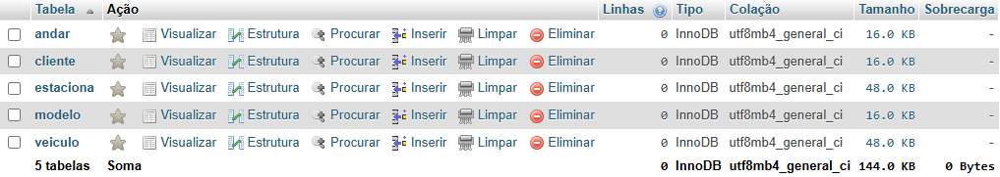 Tabela Ação Linhas Tipo Colação Tamanho Sobrecarga
andar Visualizar Estrutura Procurar Inserir Limpar Eliminar 0 InnoDB utf8mb4_general_ci 16.0 KB -
cliente Visualizar Estrutura Procurar Inserir Limpar Eliminar 0 InnoDB utf8mb4_general_ci 16.0 KB -
estaciona Visualizar Estrutura Procurar Inserir Limpar Eliminar 0 InnoDB utf8mb4_general_ci 48.0 KB -
modelo Visualizar Estrutura Procurar Inserir Limpar Eliminar 0 InnoDB utf8mb4_general_ci 16.0 KB -
veiculo Visualizar Estrutura Procurar Inserir Limpar Eliminar 0 InnoDB utf8mb4_general_ci 48.0 KB -
5 tabelas Soma 0 InnoDB utf8mb4_general_ci 144.0 KB 0 Bytes